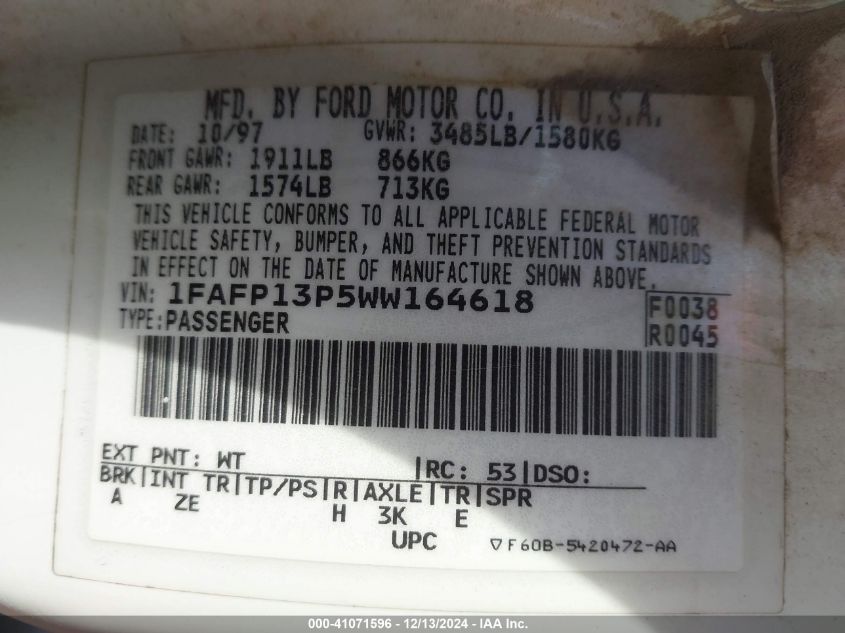 MFD. BY FORD MOTOR CO. IN U.S.A.
DATE: 10/97 GVWR: 3485LB/1580KG
FRONT GAWR: 1911LB 866KG
REAR GAWR: 1574LB 713KG
THIS VEHICLE CONFORMS TO ALL APPLICABLE FEDERAL MOTOR
VEHICLE SAFETY, BUMPER, AND THEFT PREVENTION STANDARDS
IN EFFECT ON THE DATE OF MANUFACTURE SHOWN ABOVE.
VIN: 1FAFP13P5WW164618 F0038
TYPE: PASSENGER R0045
EXT PNT: WT |RC: 53|DSO:
BRK|INT TR|TP/PS|R|AXLE|TR|SPR
A ZE H 3K E
UPC ▽F60B-5420472-AA
000-41071596 - 12/13/2024 - IAA Inc.